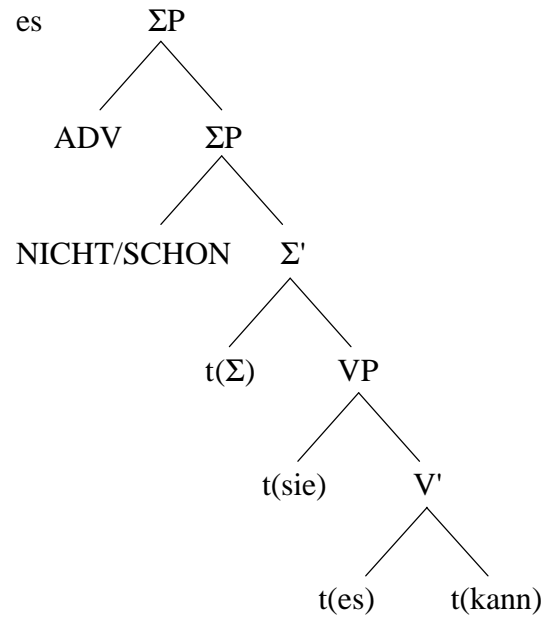 es ΣP
ADV ΣP
NICHT/SCHON Σ'
t(Σ) VP
t(sie) V'
t(es) t(kann)